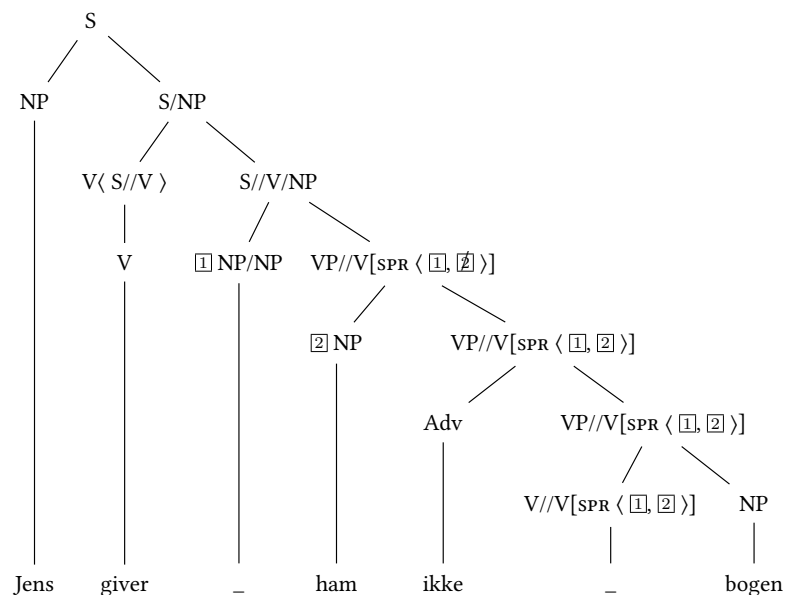 S
NP S/NP
V⟨ S//V ⟩ S//V/NP
V 1 NP/NP VP//V[SPR ⟨ 1, 2̸ ⟩]
2 NP VP//V[SPR ⟨ 1, 2 ⟩]
Adv VP//V[SPR ⟨ 1, 2 ⟩]
V//V[SPR ⟨ 1, 2 ⟩] NP
Jens giver _ ham ikke _ bogen